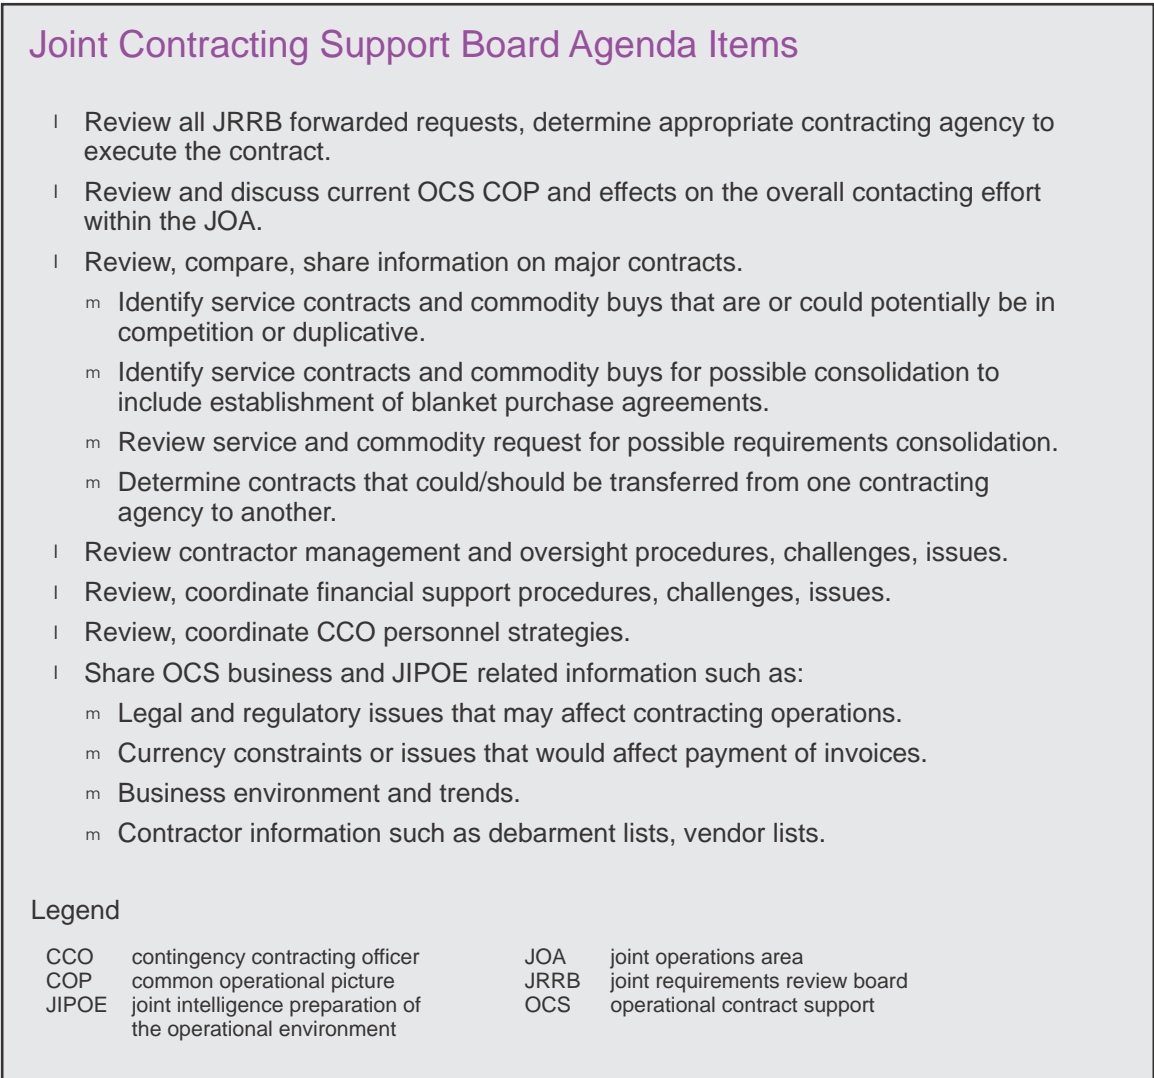 Joint Contracting Support Board Agenda Items
l Review all JRRB forwarded requests, determine appropriate contracting agency to
execute the contract.
l Review and discuss current OCS COP and effects on the overall contacting effort
within the JOA.
l Review, compare, share information on major contracts.
m Identify service contracts and commodity buys that are or could potentially be in
competition or duplicative.
m Identify service contracts and commodity buys for possible consolidation to
include establishment of blanket purchase agreements.
m Review service and commodity request for possible requirements consolidation.
m Determine contracts that could/should be transferred from one contracting
agency to another.
l Review contractor management and oversight procedures, challenges, issues.
l Review, coordinate financial support procedures, challenges, issues.
l Review, coordinate CCO personnel strategies.
l Share OCS business and JIPOE related information such as:
m Legal and regulatory issues that may affect contracting operations.
m Currency constraints or issues that would affect payment of invoices.
m Business environment and trends.
m Contractor information such as debarment lists, vendor lists.
Legend
CCO contingency contracting officer
COP common operational picture
JIPOE joint intelligence preparation of
the operational environment
JOA joint operations area
JRRB joint requirements review board
OCS operational contract support